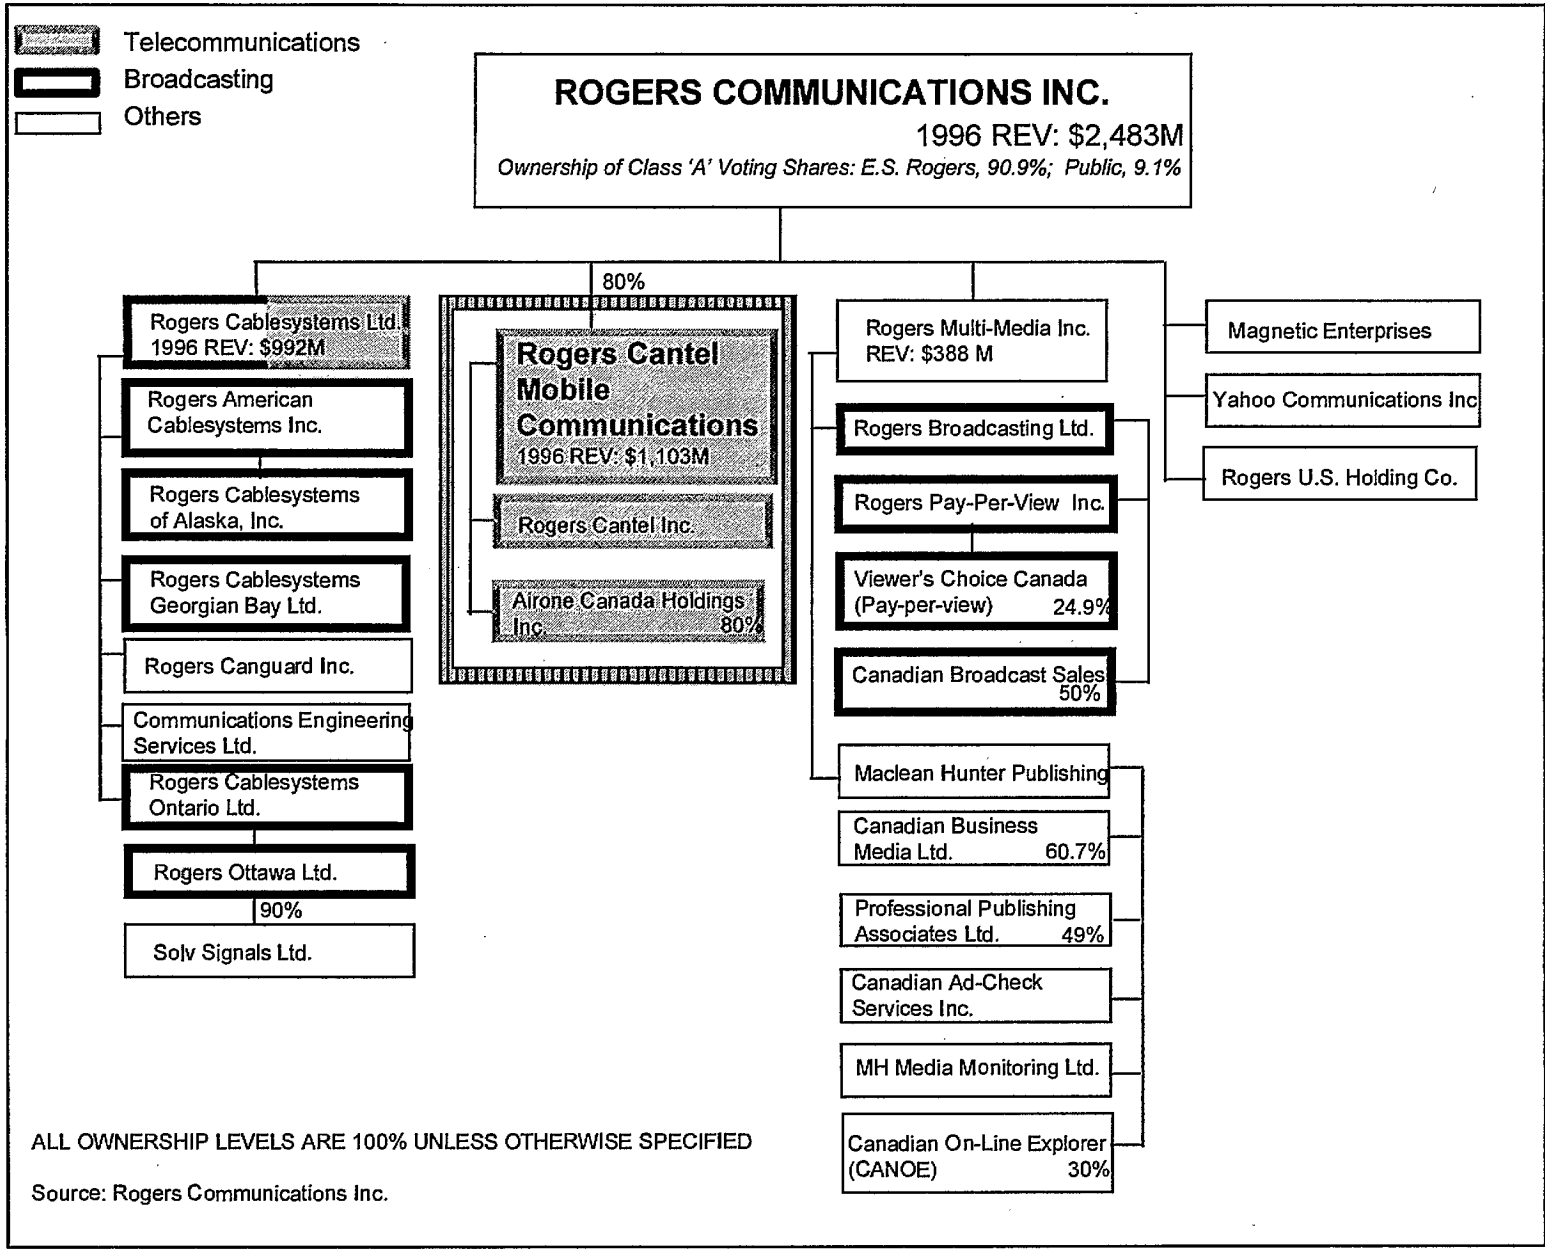 Telecommunications
Broadcasting
Others
ROGERS COMMUNICATIONS INC.
1996 REV: $2,483M
Ownership of Class 'A' Voting Shares: E.S. Rogers, 90.9%; Public, 9.1%
Rogers Cablesystems Ltd.
1996 REV: $992M
Rogers American
Cablesystems Inc.
Rogers Cablesystems
of Alaska, Inc.
Rogers Cablesystems
Georgian Bay Ltd.
Rogers Canguard Inc.
Communications Engineering
Services Ltd.
Rogers Cablesystems
Ontario Ltd.
Rogers Ottawa Ltd.
90%
Solv Signals Ltd.
80%
Rogers Cantel
Mobile
Communications
1996 REV: $1,103M
Rogers Cantel Inc.
Airone Canada Holdings
Inc. 80%
Rogers Multi-Media Inc.
REV: $388 M
Rogers Broadcasting Ltd.
Rogers Pay-Per-View Inc.
Viewer's Choice Canada
(Pay-per-view) 24.9%
Canadian Broadcast Sales
50%
Maclean Hunter Publishing
Canadian Business
Media Ltd. 60.7%
Professional Publishing
Associates Ltd. 49%
Canadian Ad-Check
Services Inc.
MH Media Monitoring Ltd.
Canadian On-Line Explorer
(CANOE) 30%
Magnetic Enterprises
Yahoo Communications Inc
Rogers U.S. Holding Co.
ALL OWNERSHIP LEVELS ARE 100% UNLESS OTHERWISE SPECIFIED
Source: Rogers Communications Inc.